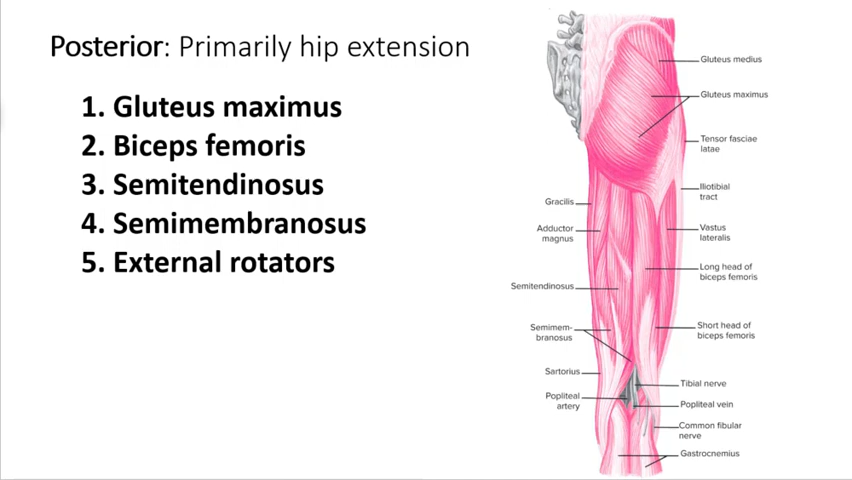 Posterior: Primarily hip extension
1. Gluteus maximus
2. Biceps femoris
3. Semitendinosus
4. Semimembranosus
5. External rotators
Gluteus medius
Gluteus maximus
Tensor fasciae
latae
Iliotibial
tract
Gracilis
Adductor
magnus
Vastus
lateralis
Long head of
biceps femoris
Semitendinosus
Semimem-
branosus
Short head of
biceps femoris
Sartorius
Tibial nerve
Popliteal
artery
Popliteal vein
Common fibular
nerve
Gastrocnemius